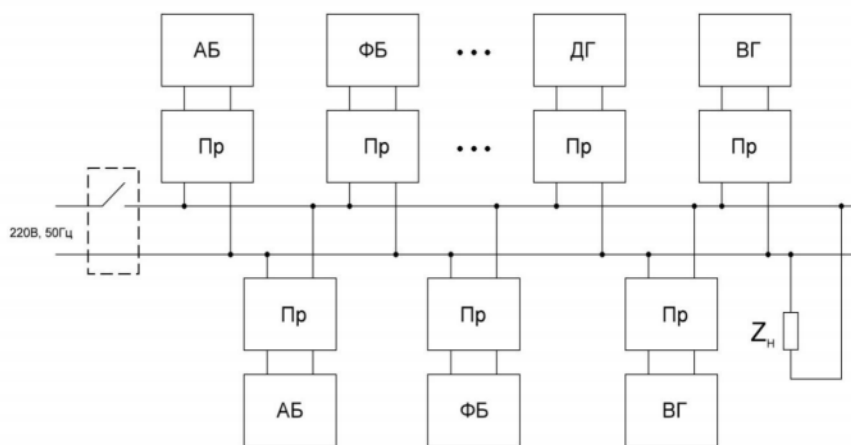 АБ ФБ ... ДГ ВГ
Пр Пр ... Пр Пр
220В, 50Гц
Пр Пр Пр Zн
АБ ФБ ВГ